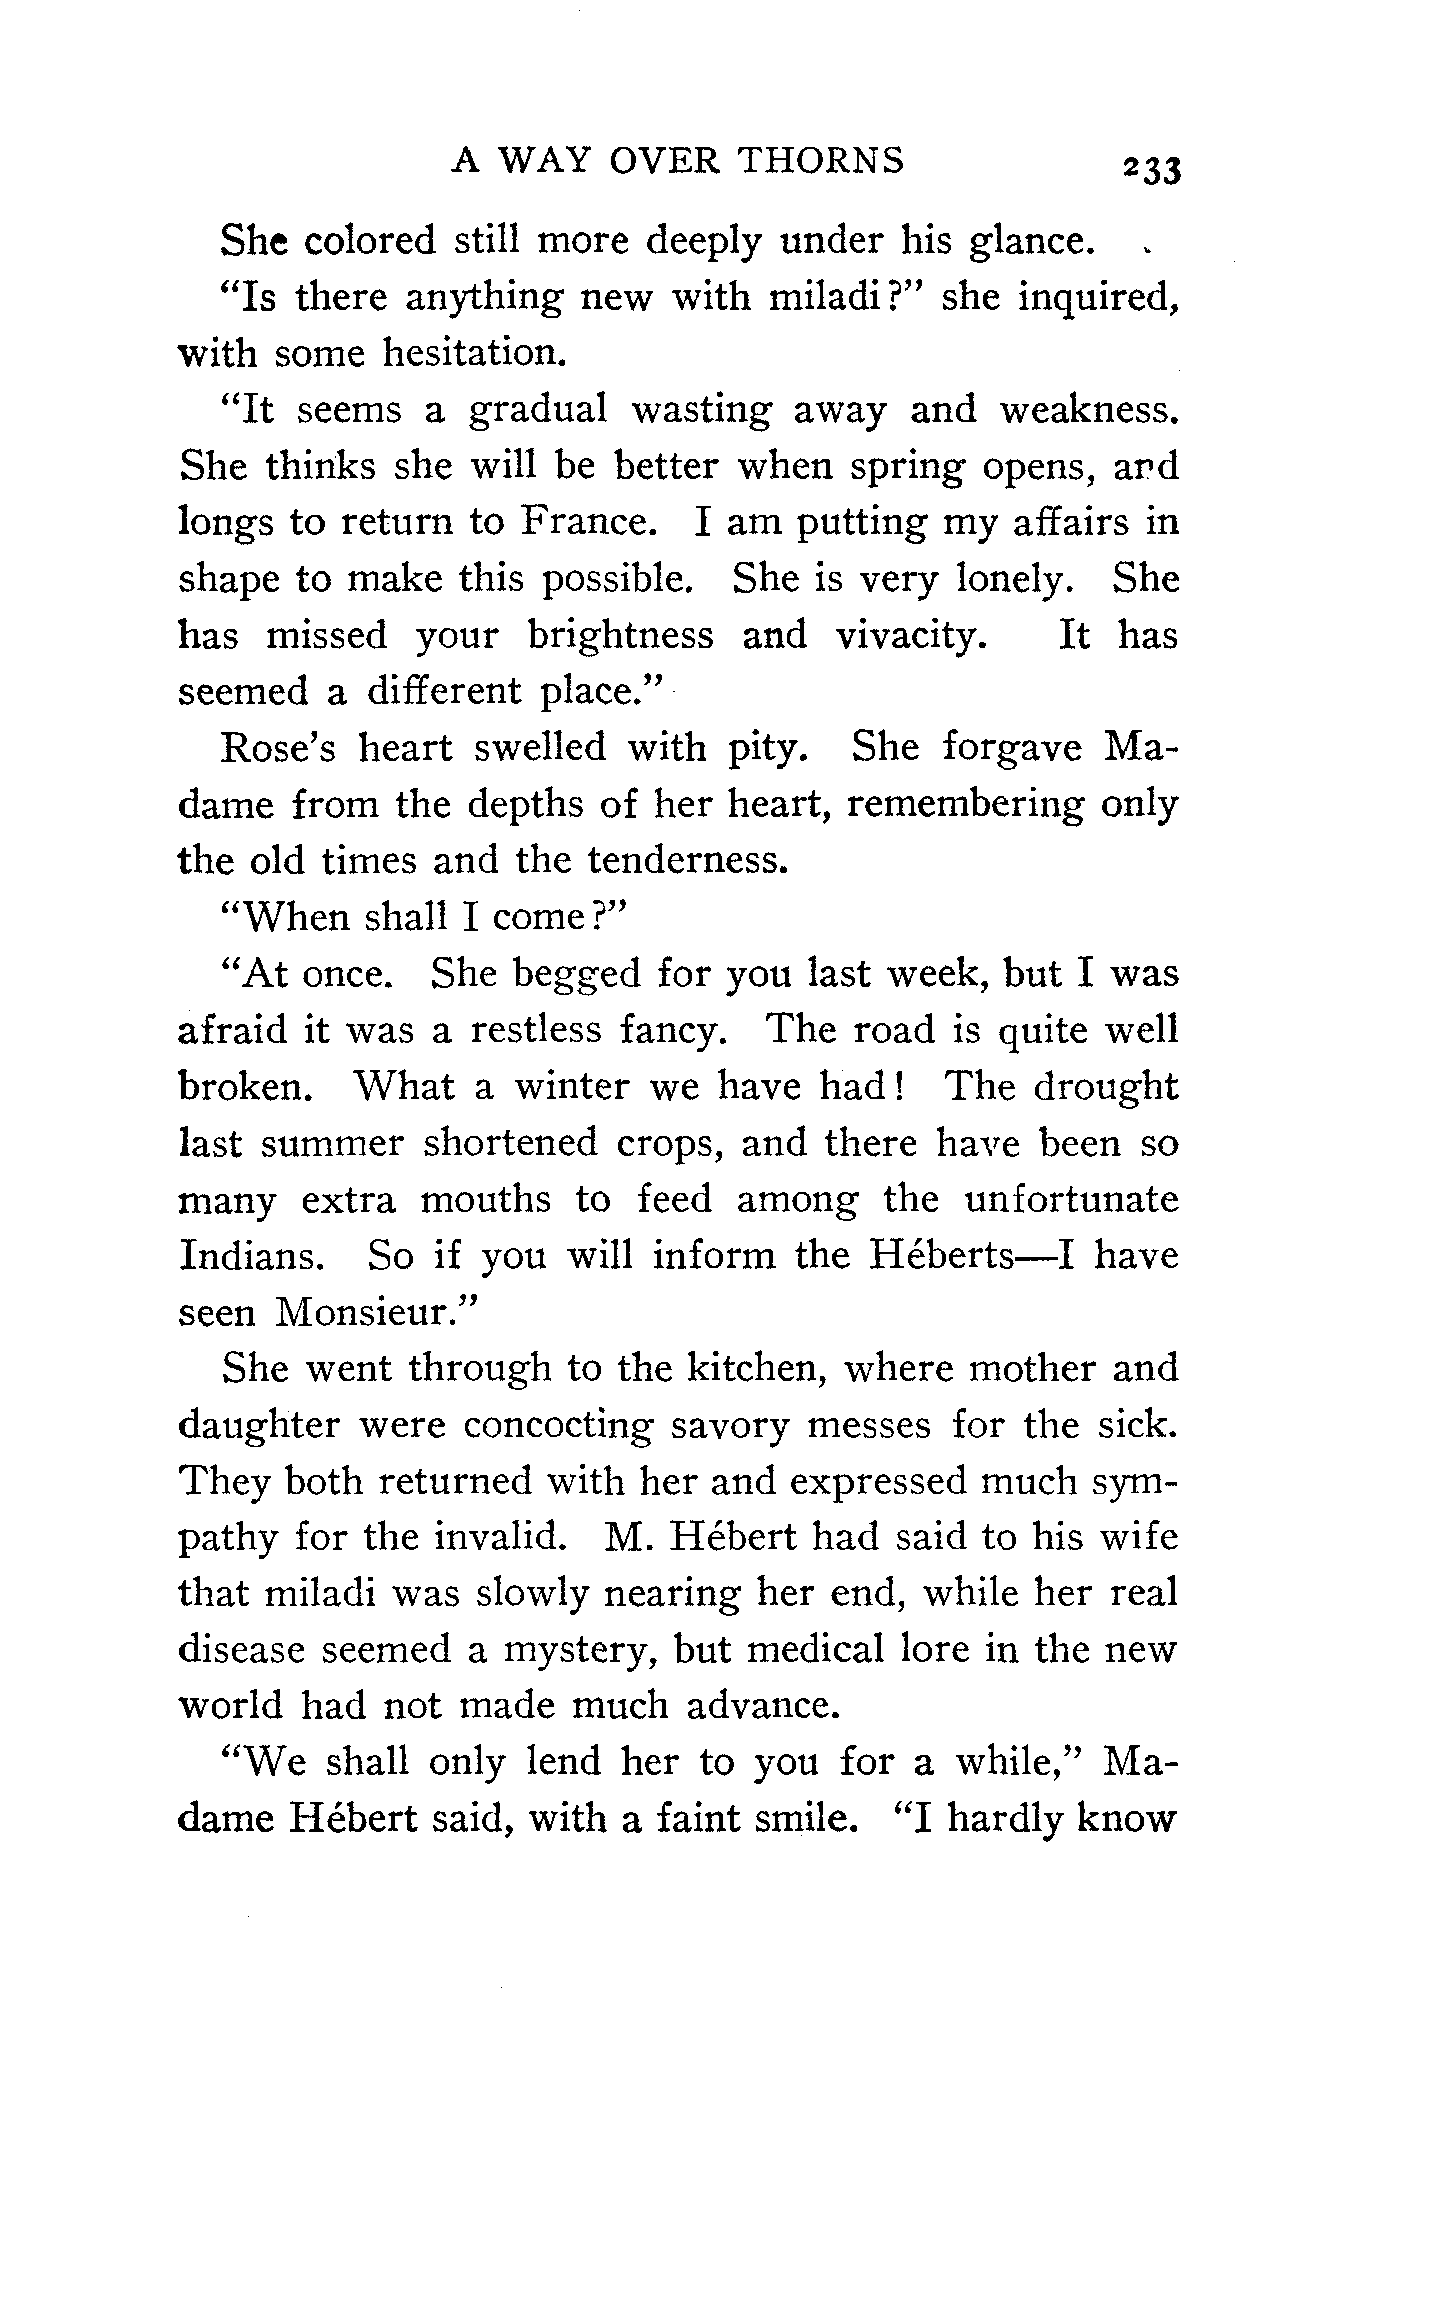 A WAY OVER THORNS 233
She colored still more deeply under his glance.
“Is there anything new with miladi?” she inquired,
with some hesitation.
“It seems a gradual wasting away and weakness.
She thinks she will be better when spring opens, and
longs to return to France. I am putting my affairs in
shape to make this possible. She is very lonely. She
has missed your brightness and vivacity. It has
seemed a different place.”
Rose’s heart swelled with pity. She forgave Ma-
dame from the depths of her heart, remembering only
the old times and the tenderness.
“When shall I come?”
“At once. She begged for you last week, but I was
afraid it was a restless fancy. The road is quite well
broken. What a winter we have had! The drought
last summer shortened crops, and there have been so
many extra mouths to feed among the unfortunate
Indians. So if you will inform the Héberts—I have
seen Monsieur.”
She went through to the kitchen, where mother and
daughter were concocting savory messes for the sick.
They both returned with her and expressed much sym-
pathy for the invalid. M. Hébert had said to his wife
that miladi was slowly nearing her end, while her real
disease seemed a mystery, but medical lore in the new
world had not made much advance.
“We shall only lend her to you for a while,” Ma-
dame Hébert said, with a faint smile. “I hardly know